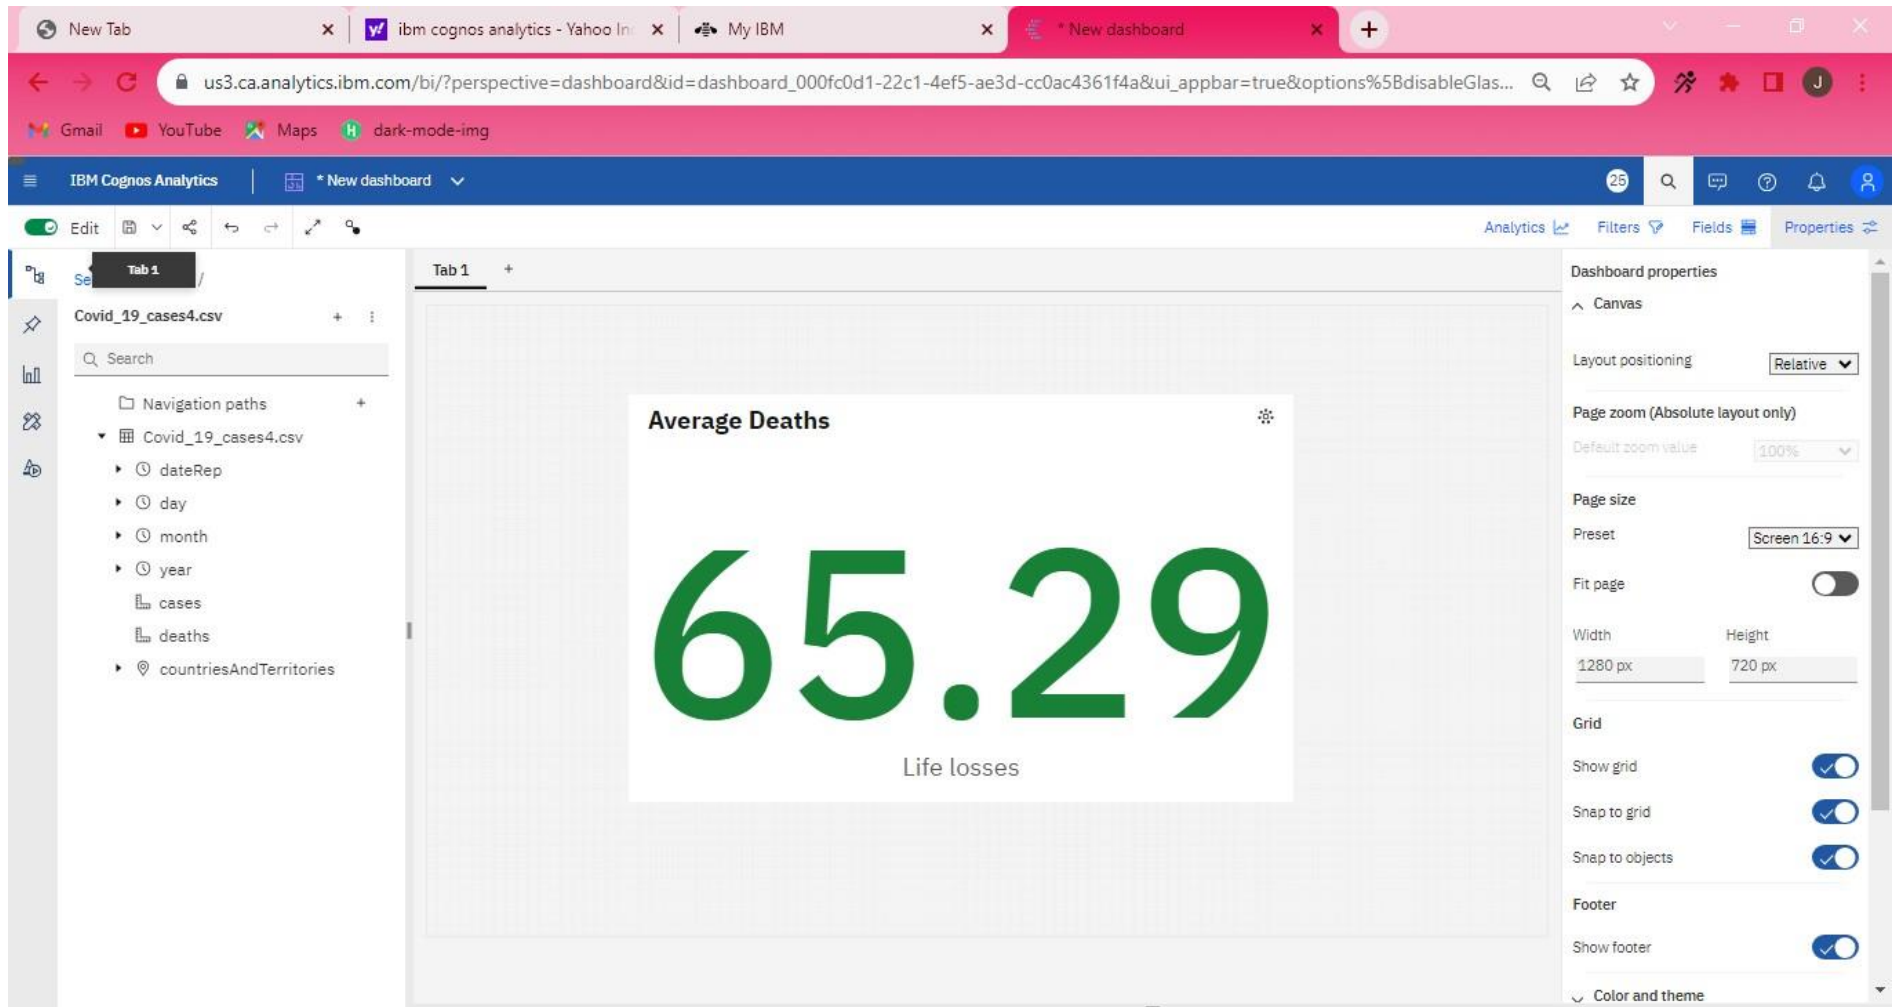 New Tab
ibm cognos analytics - Yahoo In
My IBM
* New dashboard
us3.ca.analytics.ibm.com/bi/?perspective=dashboard&id=dashboard_000fc0d1-22c1-4ef5-ae3d-cc0ac4361f4a&ui_appbar=true&options%5BdisableGlas...
J
Gmail
YouTube
Maps
dark-mode-img
IBM Cognos Analytics
* New dashboard
25
Edit
Analytics
Filters
Fields
Properties
Se
Tab 1
/
Tab 1
+
Dashboard properties
Canvas
Covid_19_cases4.csv
Search
Layout positioning
Relative
Navigation paths
Page zoom (Absolute layout only)
Covid_19_cases4.csv
Average Deaths
Default zoom value
100%
dateRep
day
Page size
month
Preset
Screen 16:9
year
Fit page
cases
65.29
deaths
Width
Height
countriesAndTerritories
1280 px
720 px
Grid
Life losses
Show grid
Snap to grid
Snap to objects
Footer
Show footer
Color and theme